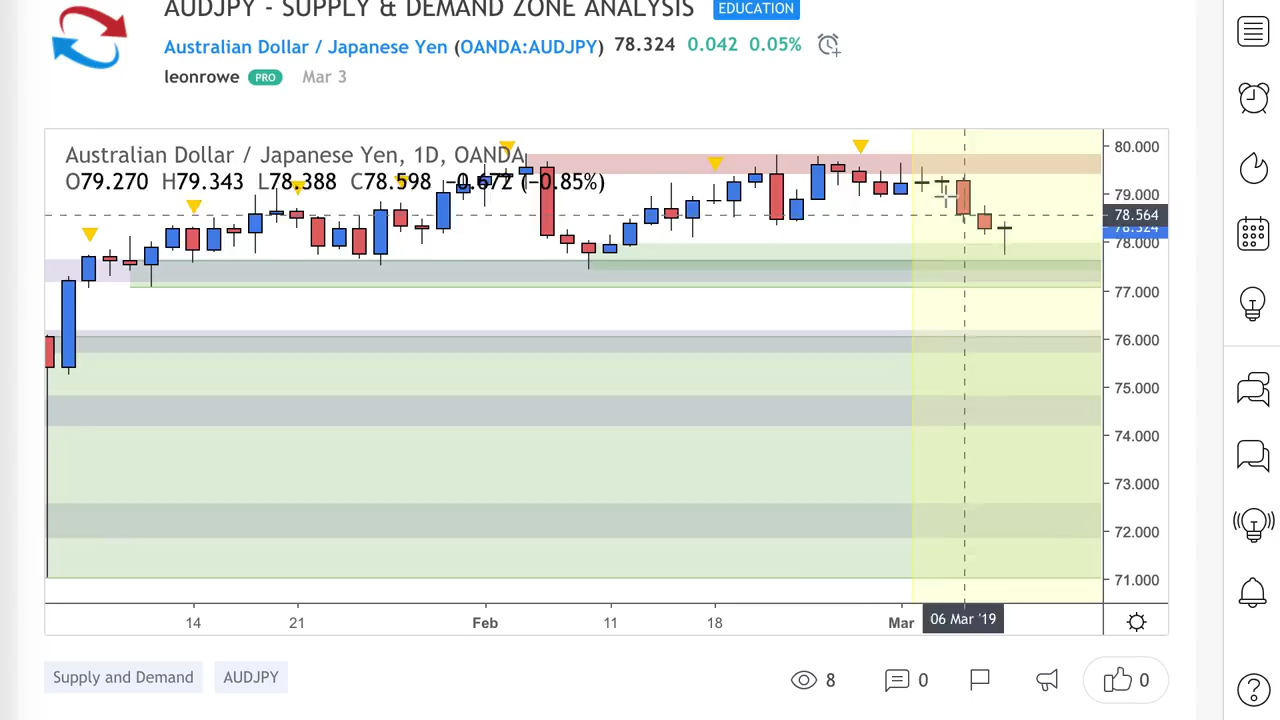 AUDJPY - SUPPLY & DEMAND ZONE ANALYSIS EDUCATION
Australian Dollar / Japanese Yen (OANDA:AUDJPY) 78.324 0.042 0.05%
leonrowe PRO Mar 3
Australian Dollar / Japanese Yen, 1D, OANDA
O79.270 H79.343 L78.388 C78.598 −0.672 (−0.85%)
80.000
79.000
78.564
78.324
78.000
77.000
76.000
75.000
74.000
73.000
72.000
71.000
14 21 Feb 11 18 Mar 06 Mar '19
Supply and Demand AUDJPY 8 0 0